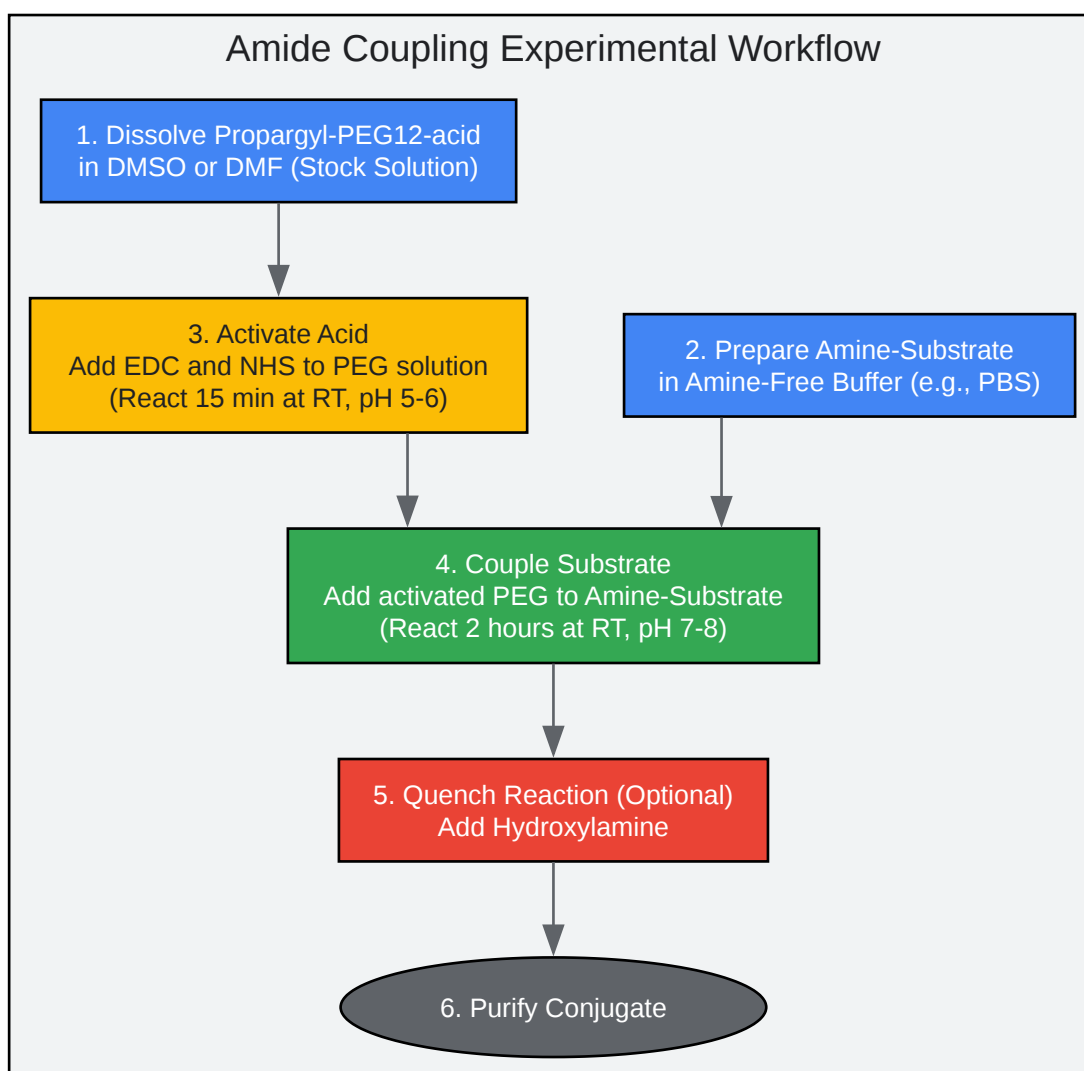 Amide Coupling Experimental Workflow
1. Dissolve Propargyl-PEG12-acid
in DMSO or DMF (Stock Solution)
3. Activate Acid
Add EDC and NHS to PEG solution
(React 15 min at RT, pH 5-6)
2. Prepare Amine-Substrate
in Amine-Free Buffer (e.g., PBS)
4. Couple Substrate
Add activated PEG to Amine-Substrate
(React 2 hours at RT, pH 7-8)
5. Quench Reaction (Optional)
Add Hydroxylamine
6. Purify Conjugate